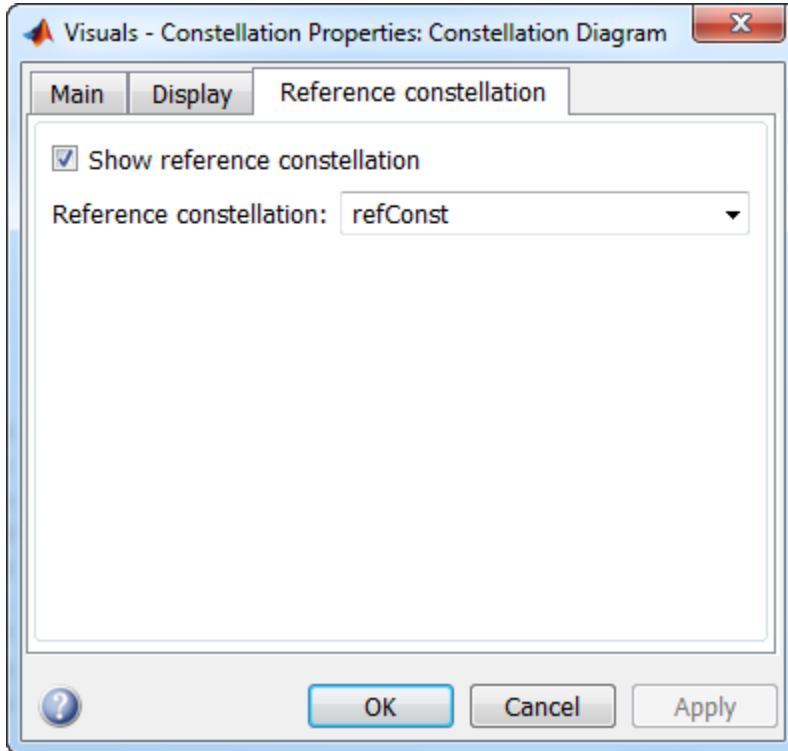 Visuals - Constellation Properties: Constellation Diagram
Main Display Reference constellation
Show reference constellation
Reference constellation: refConst
OK Cancel Apply